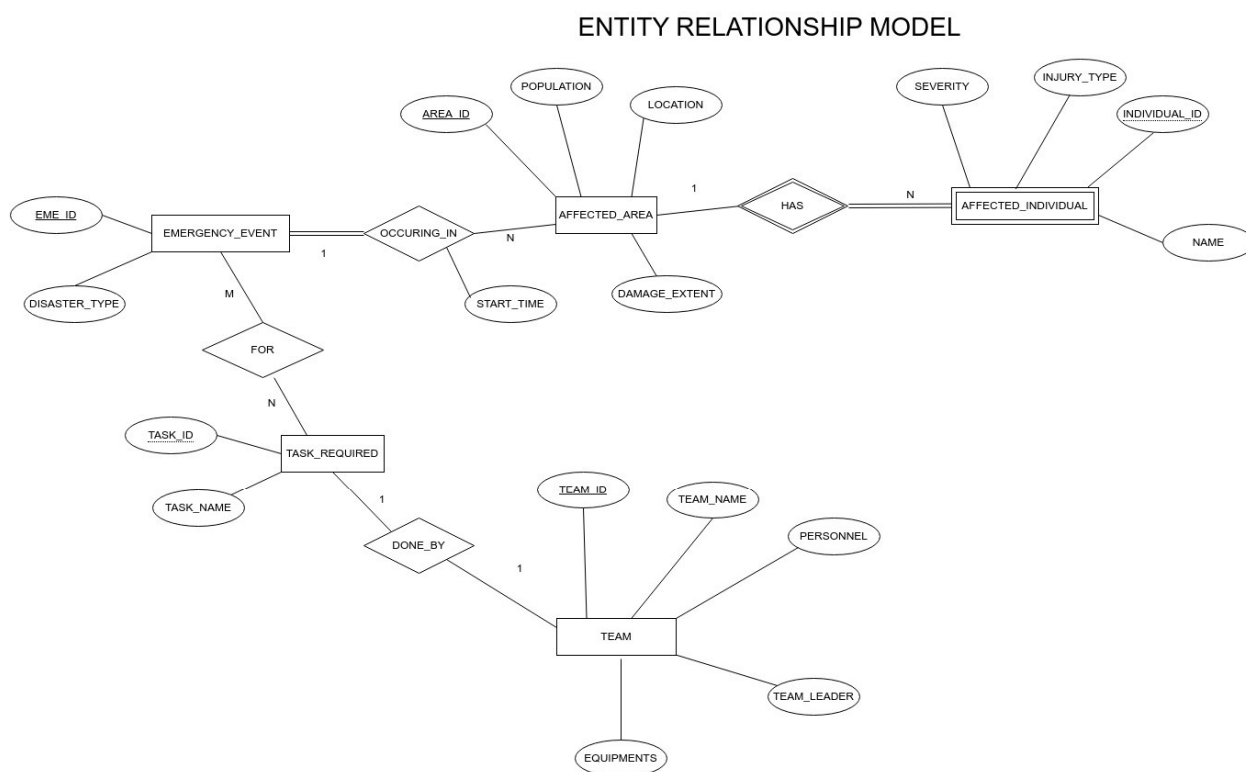 ENTITY RELATIONSHIP MODEL
SEVERITY
INJURY_TYPE
POPULATION
LOCATION
AREA_ID
INDIVIDUAL_ID
EME_ID
EMERGENCY_EVENT
1
OCCURING_IN
N
AFFECTED_AREA
1
HAS
N
AFFECTED_INDIVIDUAL
NAME
DISASTER_TYPE
START_TIME
DAMAGE_EXTENT
M
FOR
N
TASK_ID
TASK_REQUIRED
TASK_NAME
1
DONE_BY
1
TEAM_ID
TEAM_NAME
PERSONNEL
TEAM
TEAM_LEADER
EQUIPMENTS